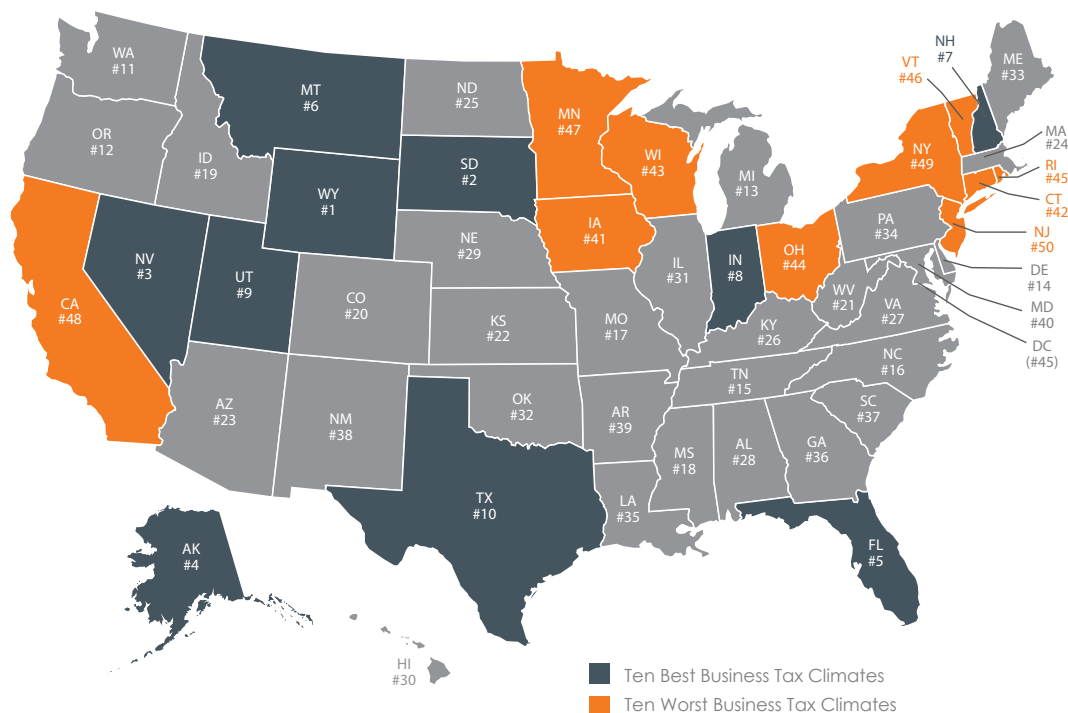 WA
#11
OR
#12
CA
#48
ID
#19
NV
#3
MT
#6
WY
#1
UT
#9
AZ
#23
CO
#20
NM
#38
ND
#25
SD
#2
NE
#29
KS
#22
OK
#32
TX
#10
MN
#47
IA
#41
MO
#17
AR
#39
LA
#35
WI
#43
IL
#31
MI
#13
IN
#8
OH
#44
KY
#26
TN
#15
MS
#18
AL
#28
GA
#36
FL
#5
SC
#37
NC
#16
VA
#27
WV
#21
PA
#34
NY
#49
VT
#46
NH
#7
ME
#33
MA
#24
RI
#45
CT
#42
NJ
#50
DE
#14
MD
#40
DC
(#45)
AK
#4
HI
#30
Ten Best Business Tax Climates
Ten Worst Business Tax Climates